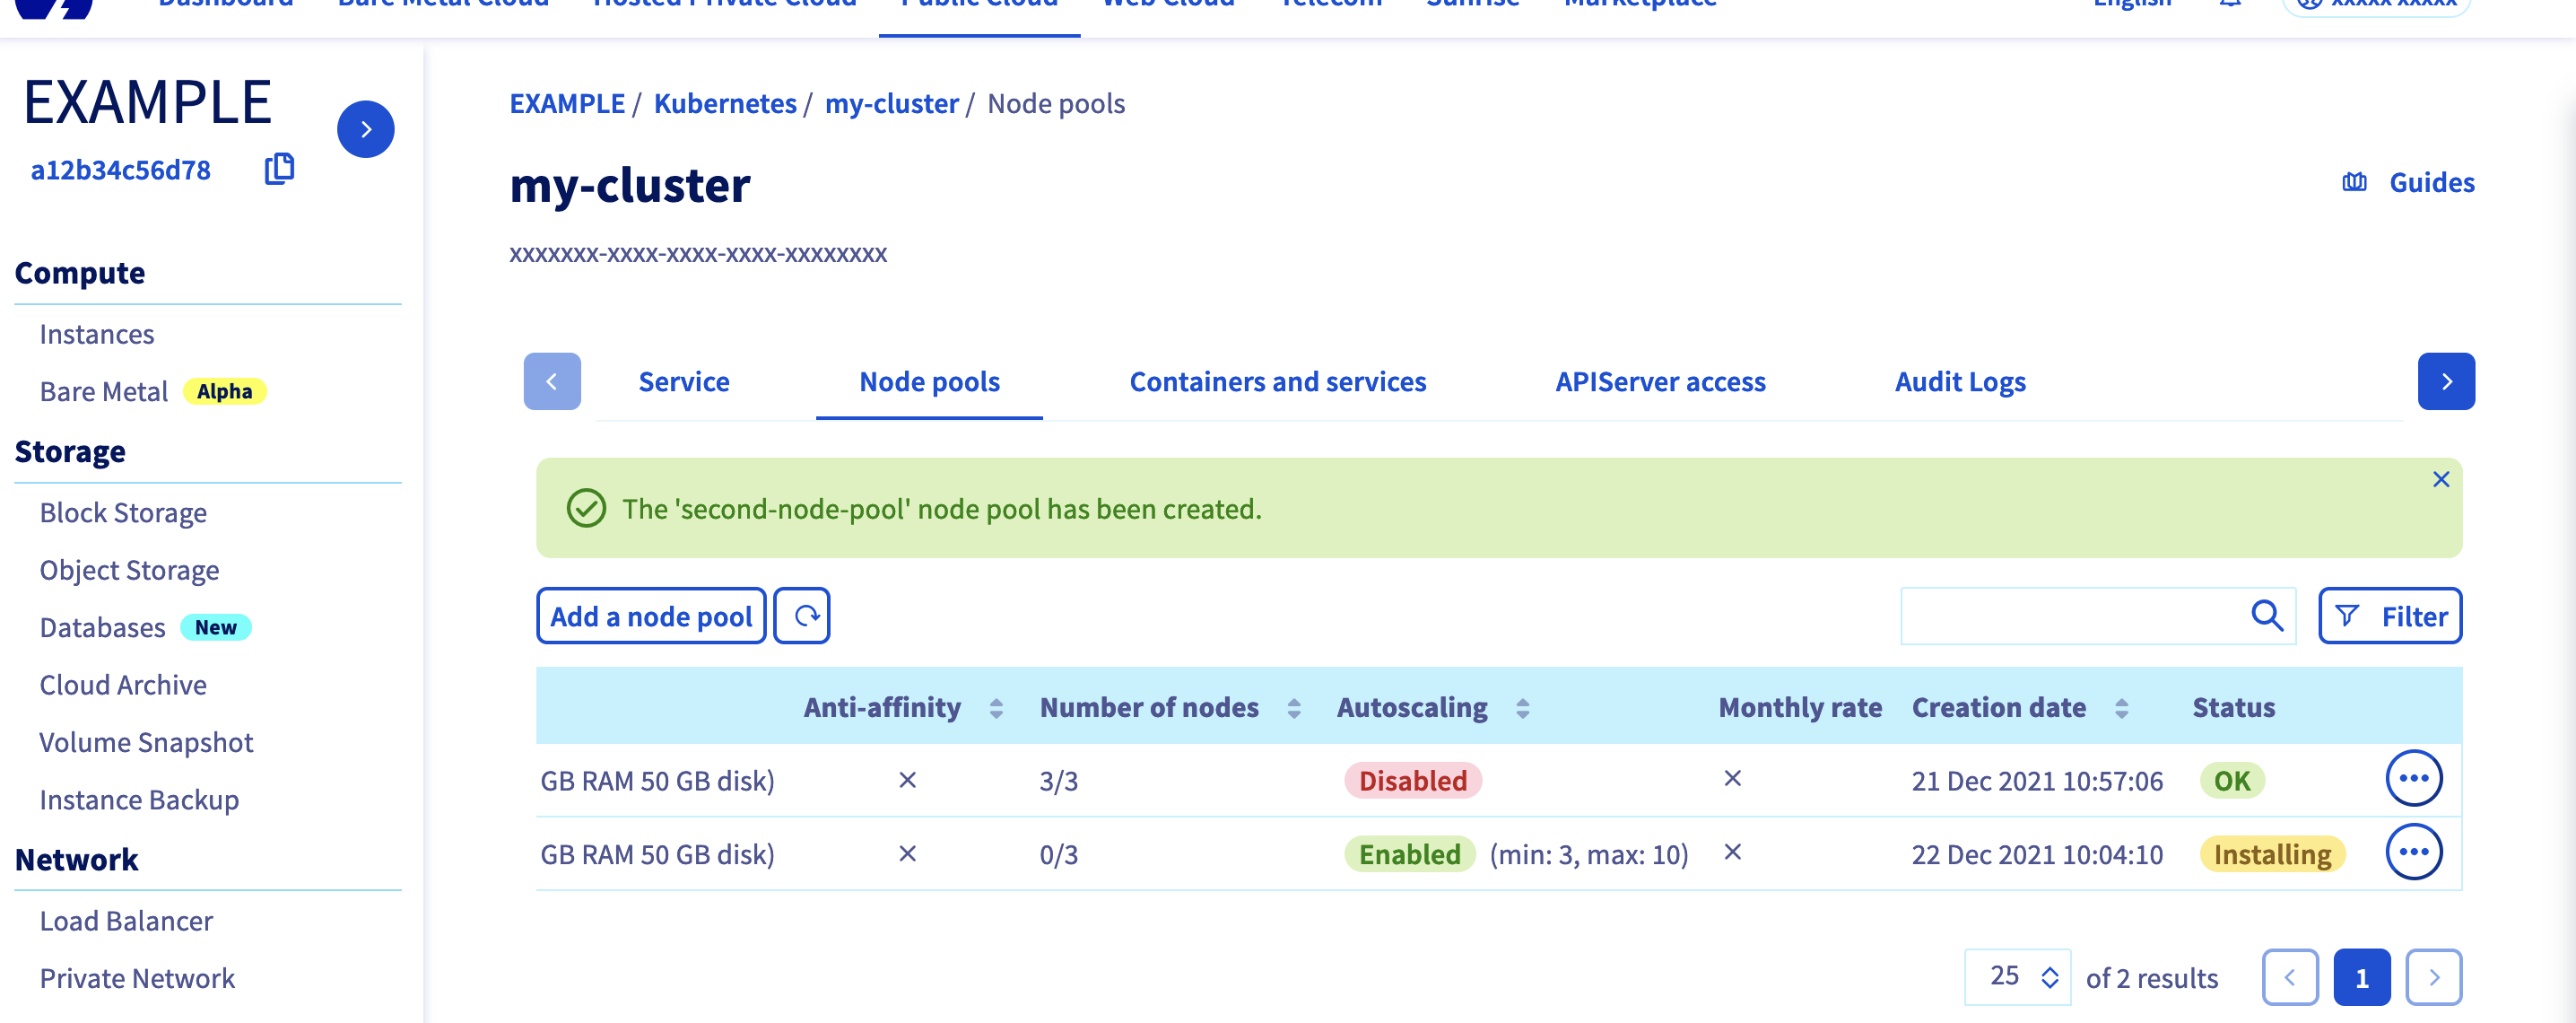 Dashboard Bare Metal Cloud Hosted Private Cloud Public Cloud Web Cloud Telecom Sunrise Marketplace English xxxxx xxxxx
EXAMPLE
a12b34c56d78
Compute
Instances
Bare Metal Alpha
Storage
Block Storage
Object Storage
Databases New
Cloud Archive
Volume Snapshot
Instance Backup
Network
Load Balancer
Private Network
EXAMPLE / Kubernetes / my-cluster / Node pools
my-cluster
Guides
xxxxxxx-xxxx-xxxx-xxxx-xxxxxxxx
Service Node pools Containers and services APIServer access Audit Logs
The 'second-node-pool' node pool has been created.
Add a node pool Filter
Anti-affinity Number of nodes Autoscaling Monthly rate Creation date Status
GB RAM 50 GB disk) 3/3 Disabled 21 Dec 2021 10:57:06 OK
GB RAM 50 GB disk) 0/3 Enabled (min: 3, max: 10) 22 Dec 2021 10:04:10 Installing
25 of 2 results 1